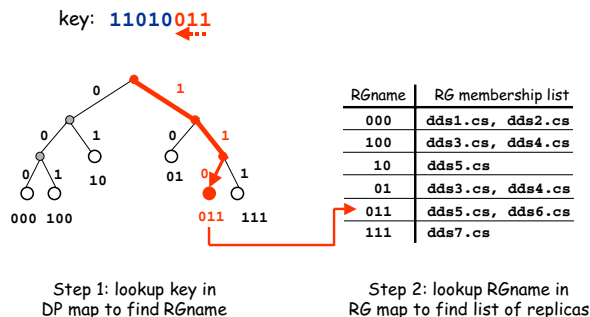 key: 11010011
0 1
0 1 0 1
0 1 10 01 0 1
000 100 011 111
RGname RG membership list
000 dds1.cs, dds2.cs
100 dds3.cs, dds4.cs
10 dds5.cs
01 dds3.cs, dds4.cs
011 dds5.cs, dds6.cs
111 dds7.cs
Step 1: lookup key in
DP map to find RGname
Step 2: lookup RGname in
RG map to find list of replicas